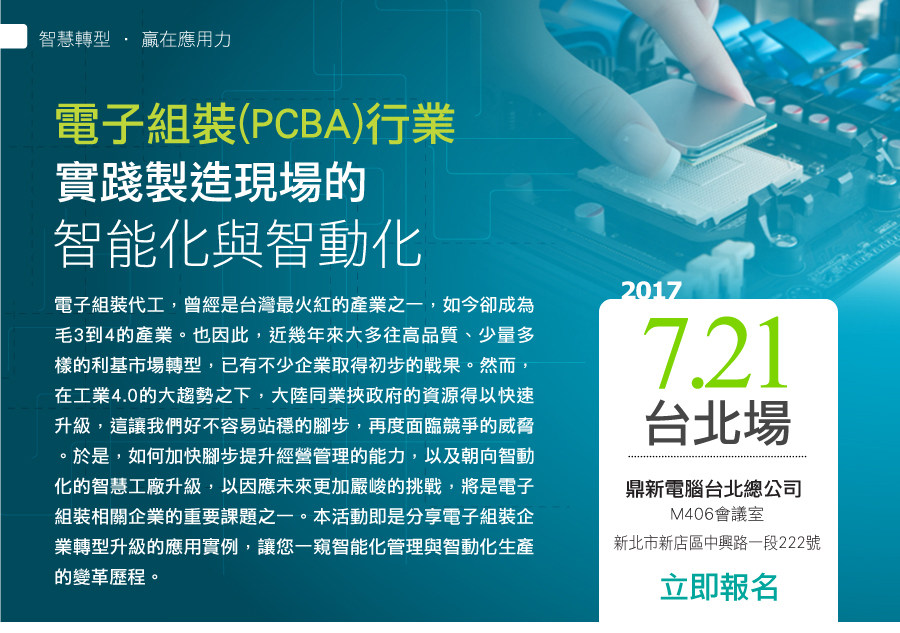 智慧轉型 · 贏在應用力
電子組裝(PCBA)行業
實踐製造現場的
智能化與智動化
電子組裝代工，曾經是台灣最火紅的產業之一，如今卻成為
毛3到4的產業。也因此，近幾年來大多往高品質、少量多
樣的利基市場轉型，已有不少企業取得初步的戰果。然而，
在工業4.0的大趨勢之下，大陸同業挾政府的資源得以快速
升級，這讓我們好不容易站穩的腳步，再度面臨競爭的威脅
。於是，如何加快腳步提升經營管理的能力，以及朝向智動
化的智慧工廠升級，以因應未來更加嚴峻的挑戰，將是電子
組裝相關企業的重要課題之一。本活動即是分享電子組裝企
業轉型升級的應用實例，讓您一窺智能化管理與智動化生產
的變革歷程。
2017
7.21
台北場
鼎新電腦台北總公司
M406會議室
新北市新店區中興路一段222號
立即報名